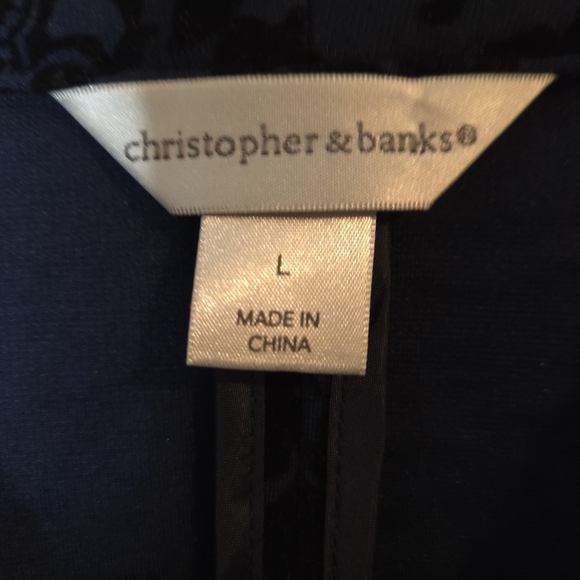 christopher & banks®
L
MADE IN
CHINA